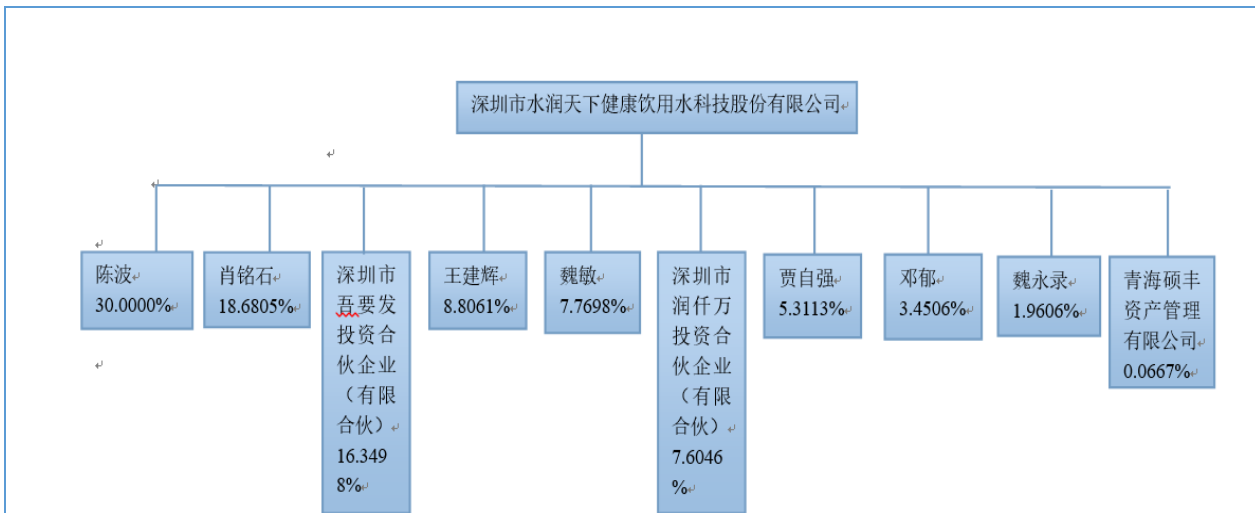 深圳市水润天下健康饮用水科技股份有限公司
陈波
30.0000%
肖铭石
18.6805%
深圳市
吾要发
投资合
伙企业
（有限
合伙）
16.349
8%
王建辉
8.8061%
魏敏
7.7698%
深圳市
润仟万
投资合
伙企业
（有限
合伙）
7.6046
%
贾自强
5.3113%
邓郁
3.4506%
魏永录
1.9606%
青海硕丰
资产管理
有限公司
0.0667%